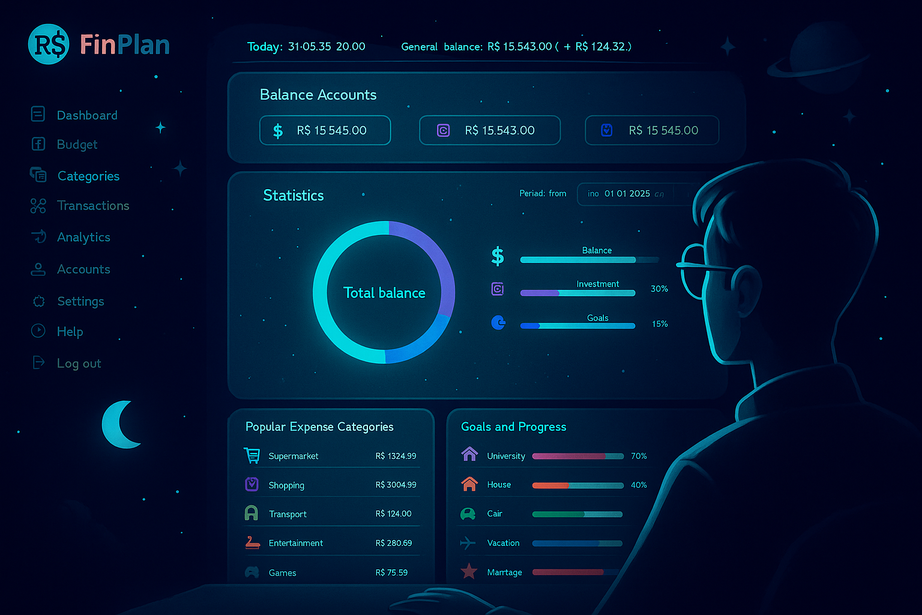 R$ FinPlan
Today: 31·05.35 20.00
General balance: R$ 15.543.00 ( + R$ 124.32.)
Dashboard
Budget
Categories
Transactions
Analytics
Accounts
Settings
Help
Log out
Balance Accounts
$ R$ 15 545.00
R$ 15.543.00
R$ 15 545.00
Statistics
Periad: from ino 01 01 2025
Total balance
$ Balance
Investment 30%
Goals 15%
Popular Expense Categories
Supermarket R$ 1324.99
Shopping R$ 3004.99
Transport R$ 124.00
Entertainment R$ 280.69
Games R$ 75.59
Goals and Progress
University 70%
House 40%
Cair
Vacation
Marrtage